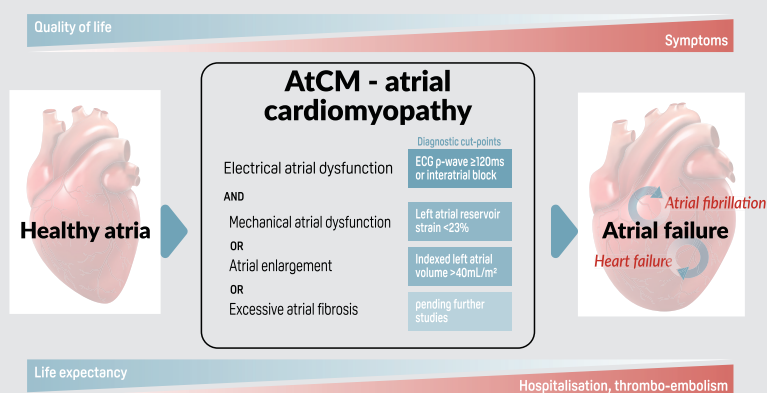 Quality of life
Symptoms
AtCM - atrial
cardiomyopathy
Diagnostic cut-points
Electrical atrial dysfunction
ECG p-wave ≥120ms
or interatrial block
AND
Mechanical atrial dysfunction
Left atrial reservoir
strain <23%
OR
Atrial enlargement
Indexed left atrial
volume >40mL/m²
OR
Excessive atrial fibrosis
pending further
studies
Healthy atria
Atrial fibrillation
Atrial failure
Heart failure
Life expectancy
Hospitalisation, thrombo-embolism